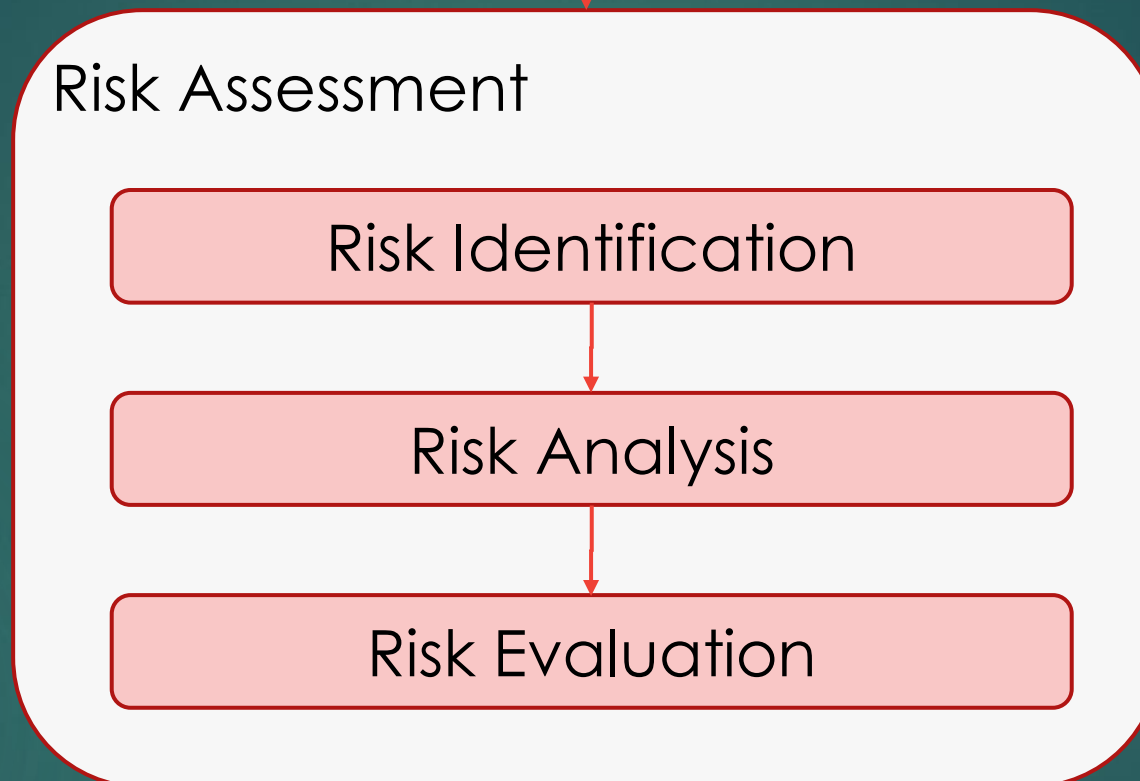 Risk Assessment
Risk Identification
Risk Analysis
Risk Evaluation